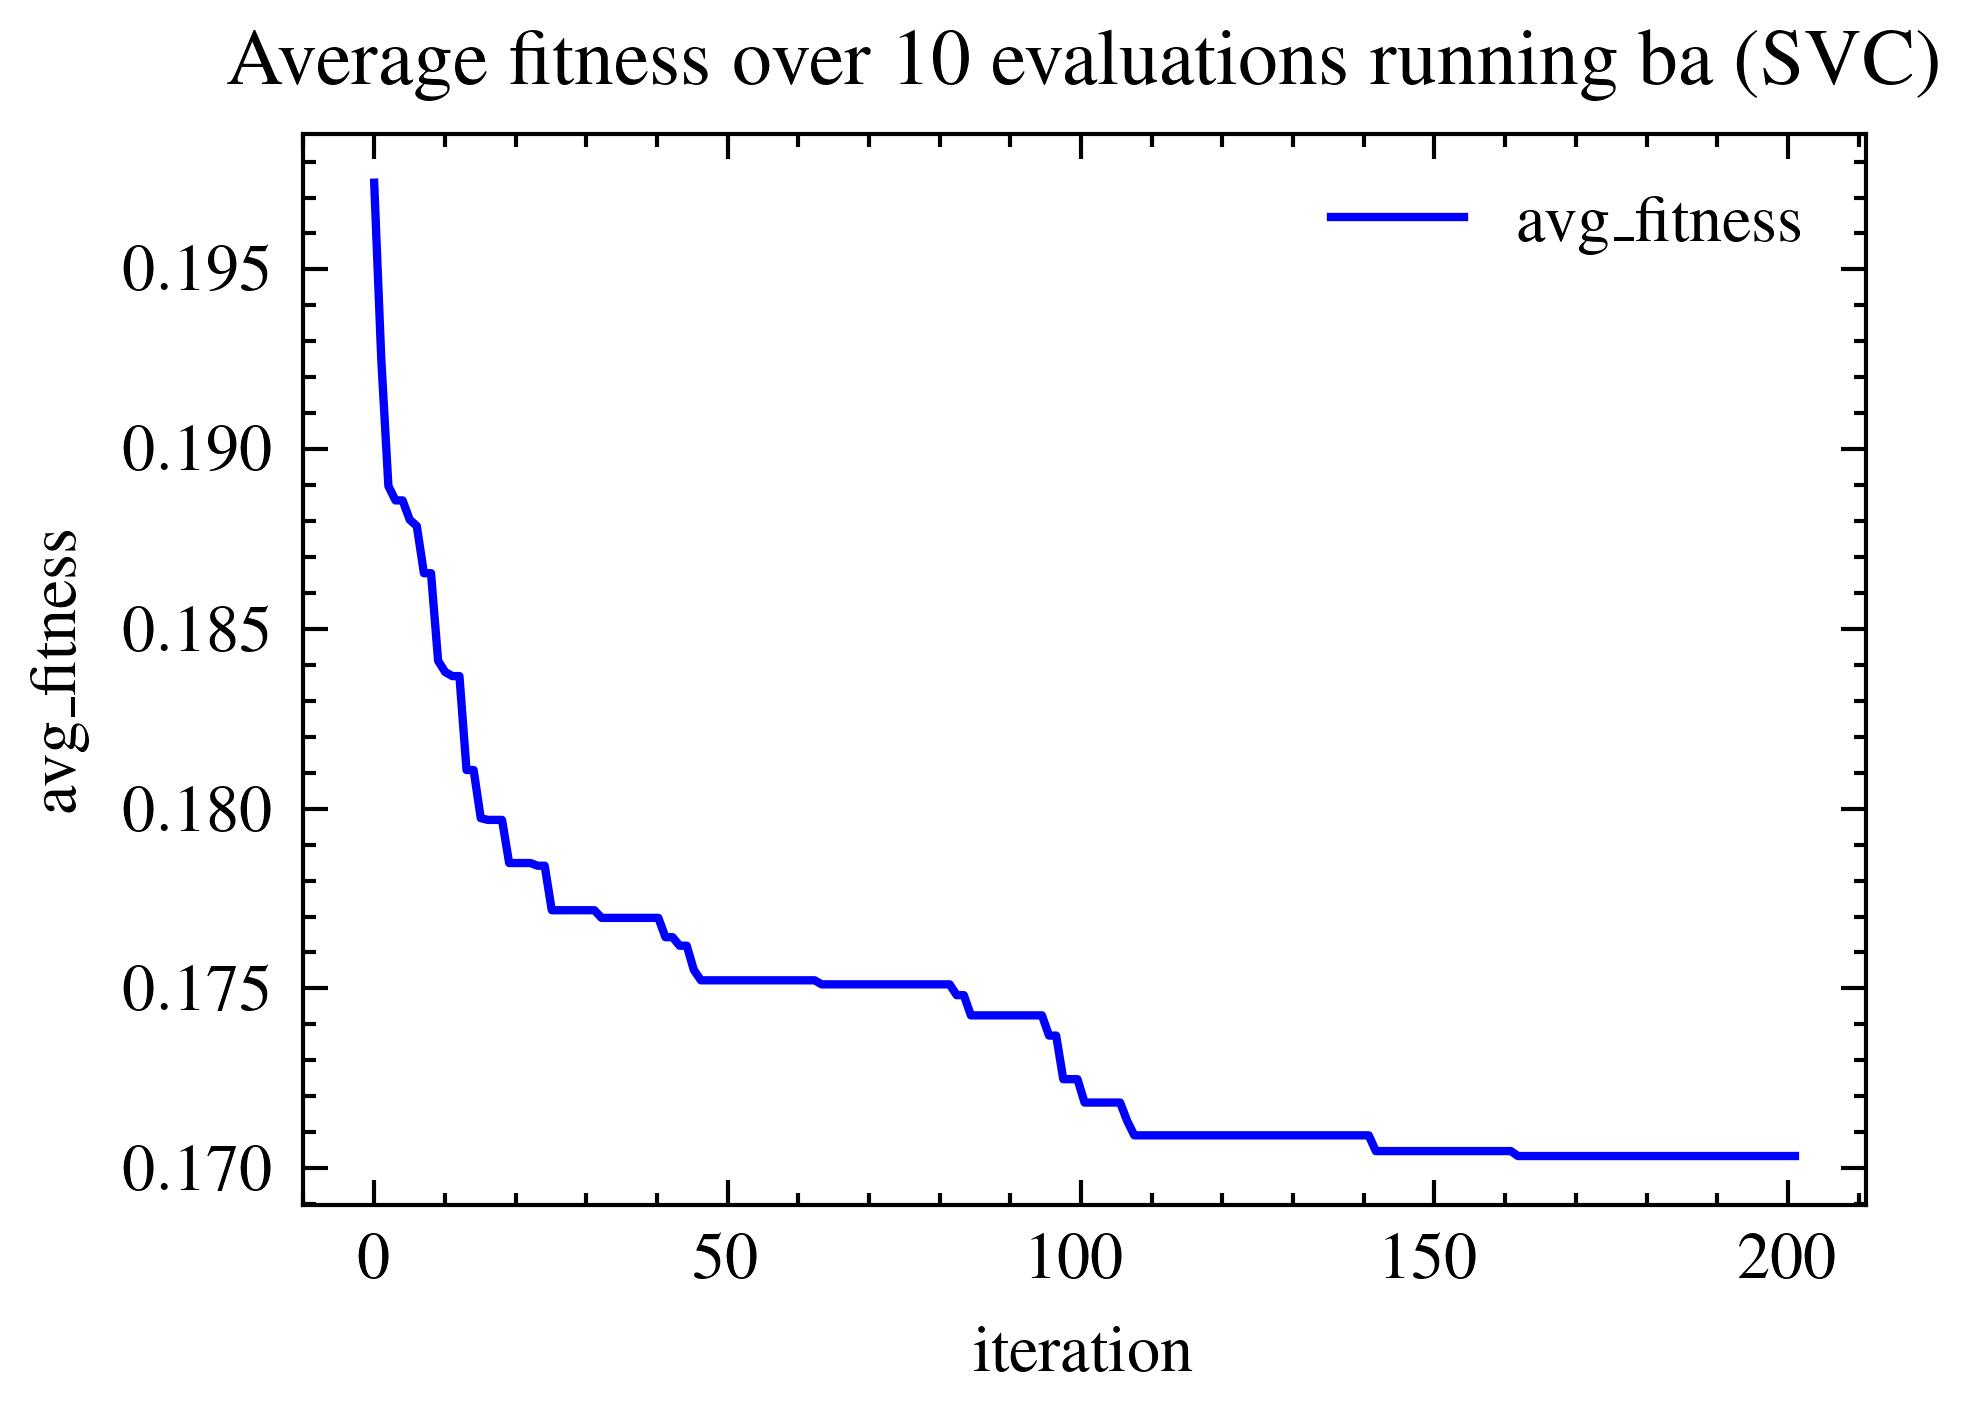 Average fitness over 10 evaluations running ba (SVC)
avg_fitness
0.195
0.190
0.185
0.180
0.175
0.170
avg_fitness
0 50 100 150 200
iteration